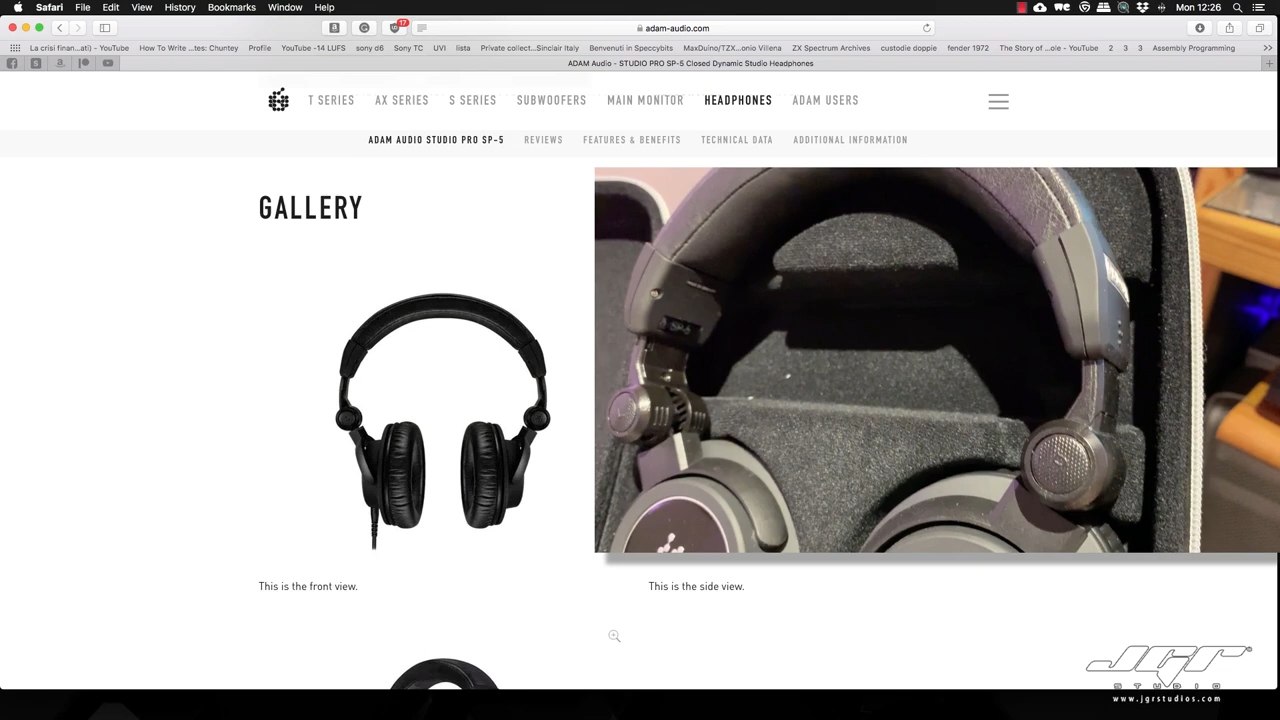 Safari File Edit View History Bookmarks Window Help Mon 12:26
17 adam-audio.com
La crisi finan...ati) - YouTube How To Write ...tes: Chuntey Profile YouTube -14 LUFS sony d6 Sony TC UVI lista Private collect...Sinclair Italy Benvenuti in Speccybits MaxDuino/TZX...onio Villena ZX Spectrum Archives custodie doppie fender 1972 The Story of ...oie - YouTube 2 3 3 Assembly Programming >>
ADAM Audio - STUDIO PRO SP-5 Closed Dynamic Studio Headphones
T SERIES AX SERIES S SERIES SUBWOOFERS MAIN MONITOR HEADPHONES ADAM USERS
ADAM AUDIO STUDIO PRO SP-5 REVIEWS FEATURES & BENEFITS TECHNICAL DATA ADDITIONAL INFORMATION
GALLERY
SP-5
This is the front view. This is the side view.
JGR
STUDIO
www.jgrstudios.com